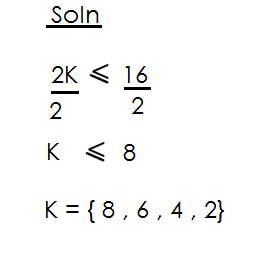 Soln
2K ⩽ 16
2 2
K ⩽ 8
K = { 8 , 6 , 4 , 2}